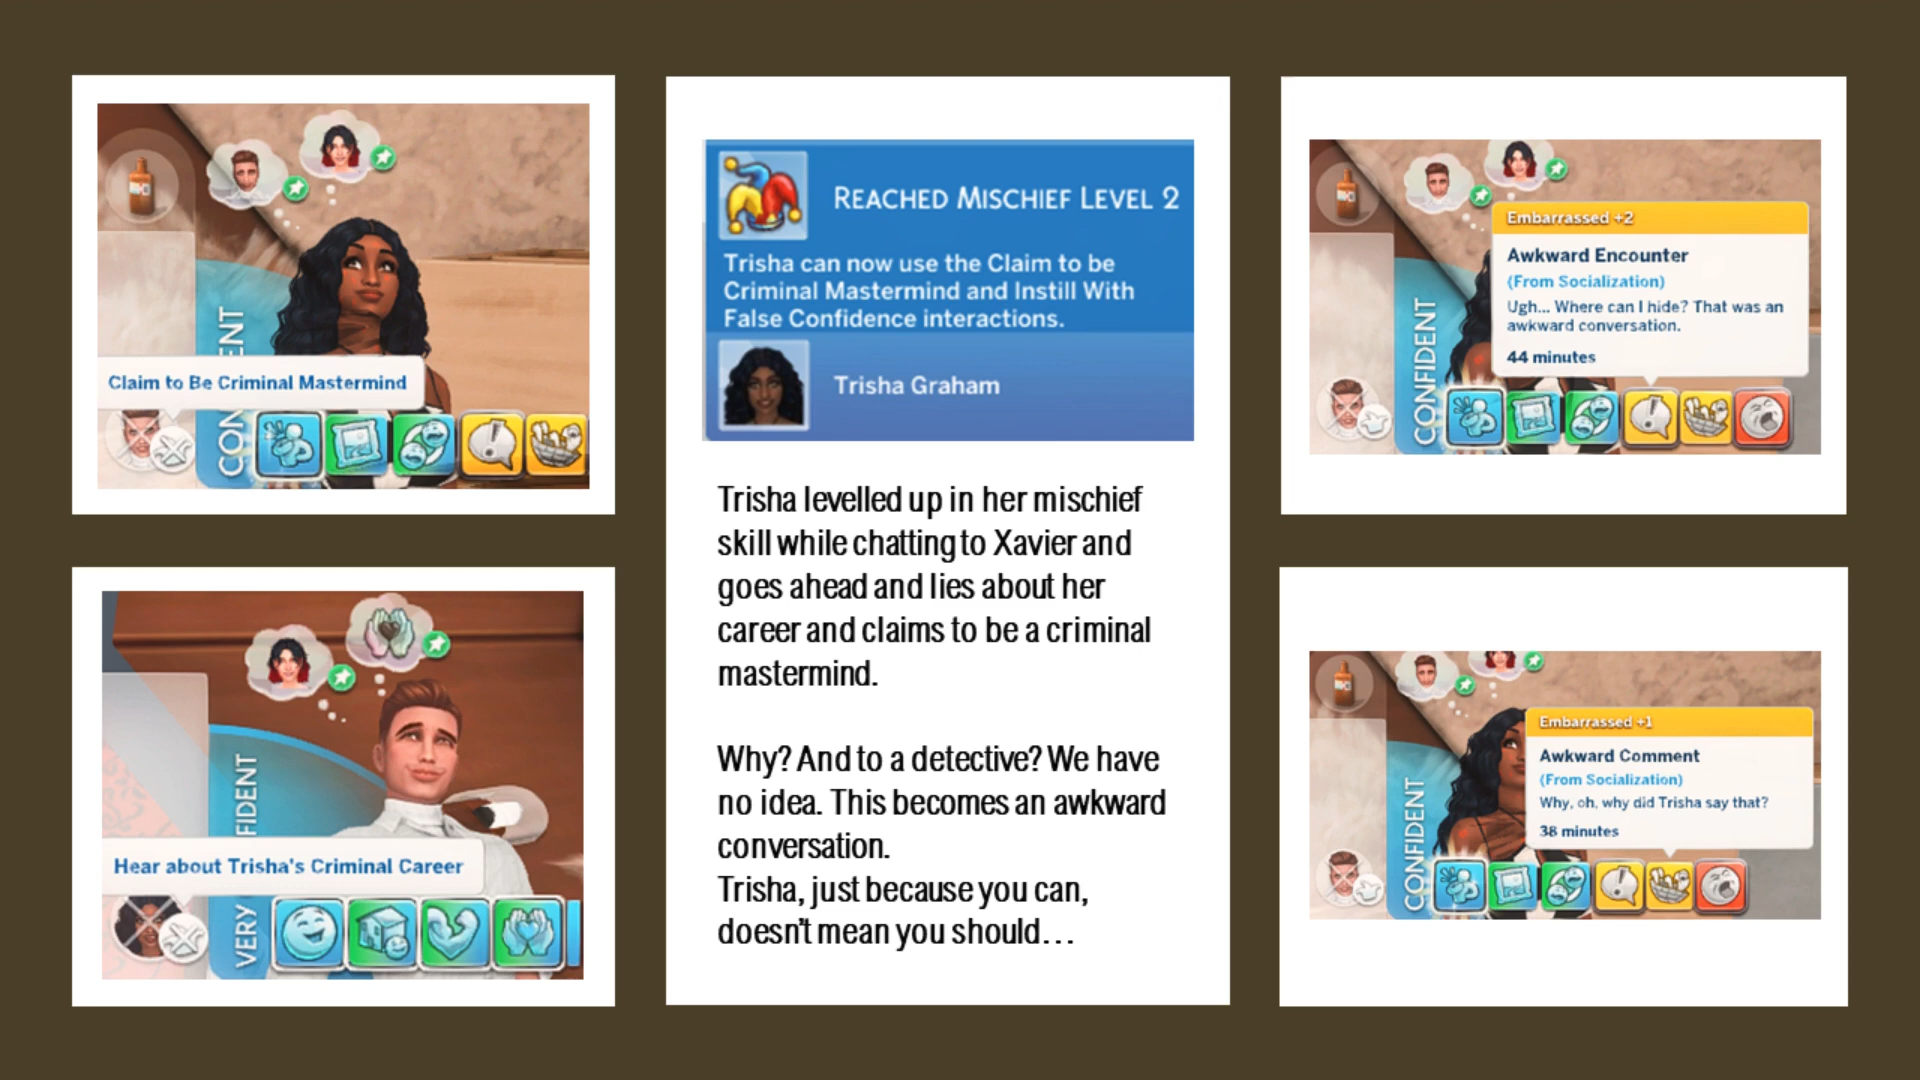 CONFIDENT
Claim to Be Criminal Mastermind
VERY CONFIDENT
Hear about Trisha's Criminal Career
REACHED MISCHIEF LEVEL 2
Trisha can now use the Claim to be
Criminal Mastermind and Instill With
False Confidence interactions.
Trisha Graham
Trisha levelled up in her mischief
skill while chatting to Xavier and
goes ahead and lies about her
career and claims to be a criminal
mastermind.
Why? And to a detective? We have
no idea. This becomes an awkward
conversation.
Trisha, just because you can,
doesn't mean you should...
Embarrassed +2
Awkward Encounter
(From Socialization)
Ugh... Where can I hide? That was an
awkward conversation.
44 minutes
CONFIDENT
Embarrassed +1
Awkward Comment
(From Socialization)
Why, oh, why did Trisha say that?
38 minutes
CONFIDENT